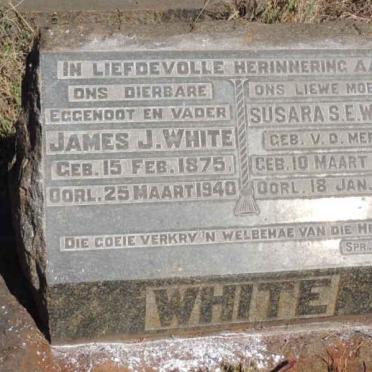 IN LIEFDEVOLLE HERINNERING AA
ONS DIERBARE
EGGENOOT EN VADER
JAMES J. WHITE
GEB. 15 FEB. 1875
OORL. 25 MAART 1940
ONS LIEWE MOE
SUSARA S.E. W
GEB. V.D. MER
GEB. 10 MAART
OORL. 18 JAN.
DIE GOEIE VERKRY 'N WELBEHAE VAN DIE HE
SPR.
WHITE